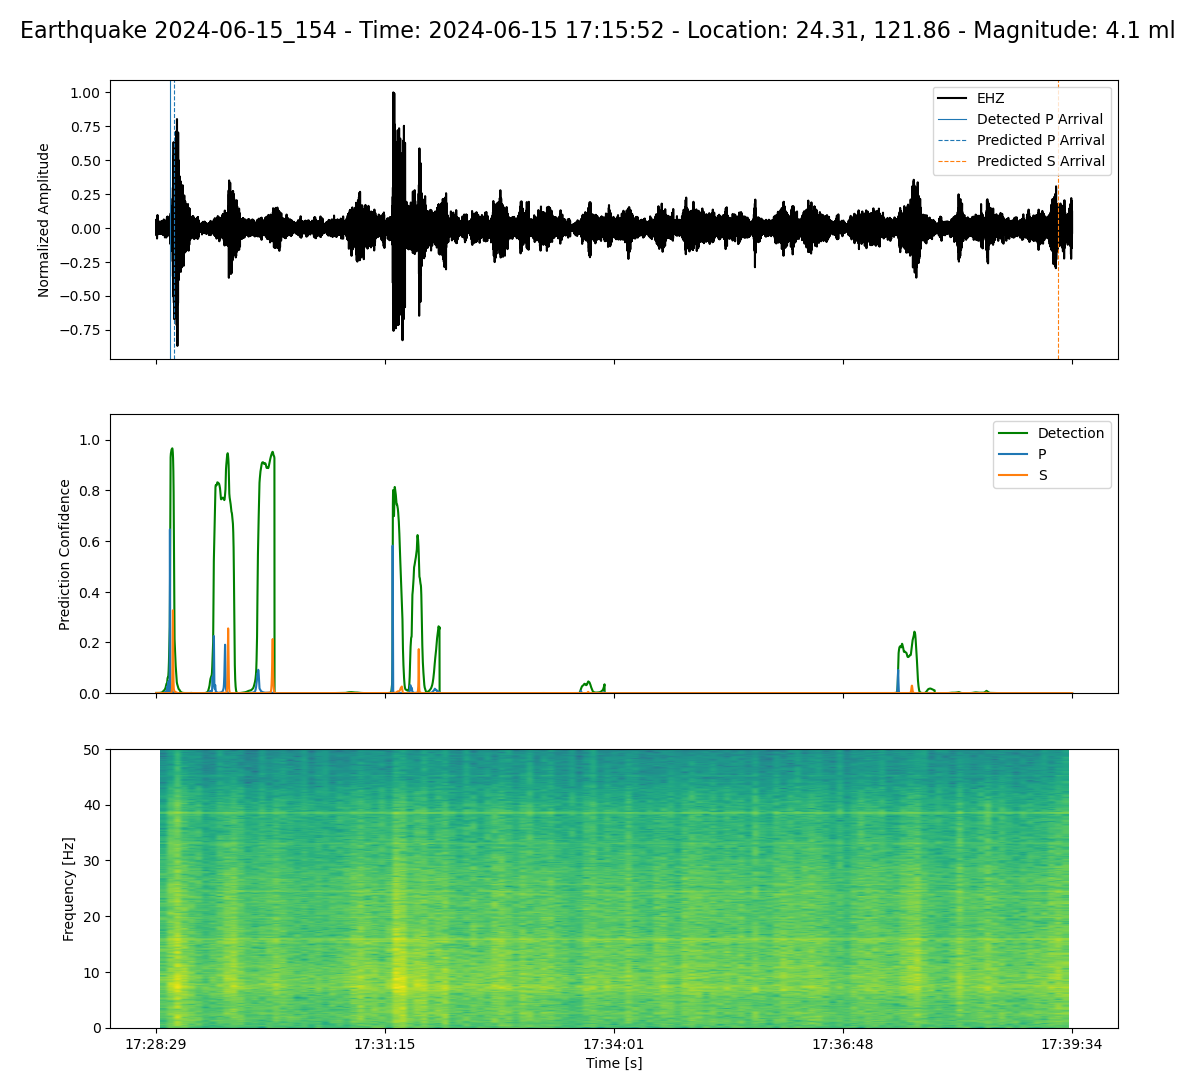 Earthquake 2024-06-15_154 - Time: 2024-06-15 17:15:52 - Location: 24.31, 121.86 - Magnitude: 4.1 ml
Normalized Amplitude
1.00
0.75
0.50
0.25
0.00
−0.25
−0.50
−0.75
EHZ
Detected P Arrival
Predicted P Arrival
Predicted S Arrival
Prediction Confidence
1.0
0.8
0.6
0.4
0.2
0.0
Detection
P
S
Frequency [Hz]
50
40
30
20
10
0
17:28:29
17:31:15
17:34:01
17:36:48
17:39:34
Time [s]